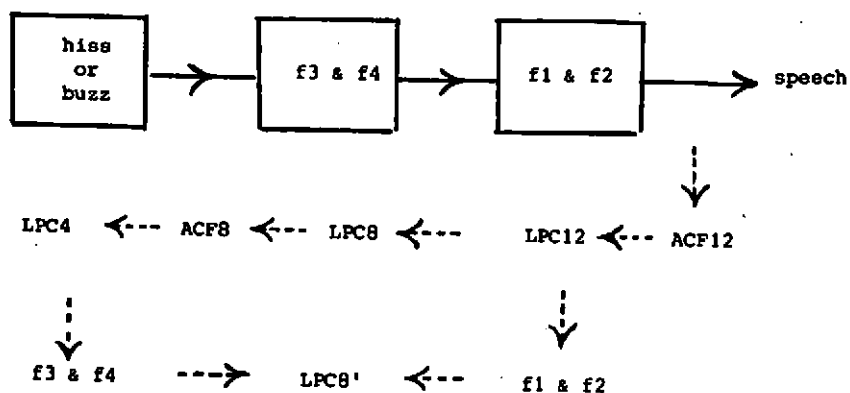 hiss
or
buzz
f3 & f4
f1 & f2
speech
LPC4
ACF8
LPC8
LPC12
ACF12
f3 & f4
LPC8'
f1 & f2